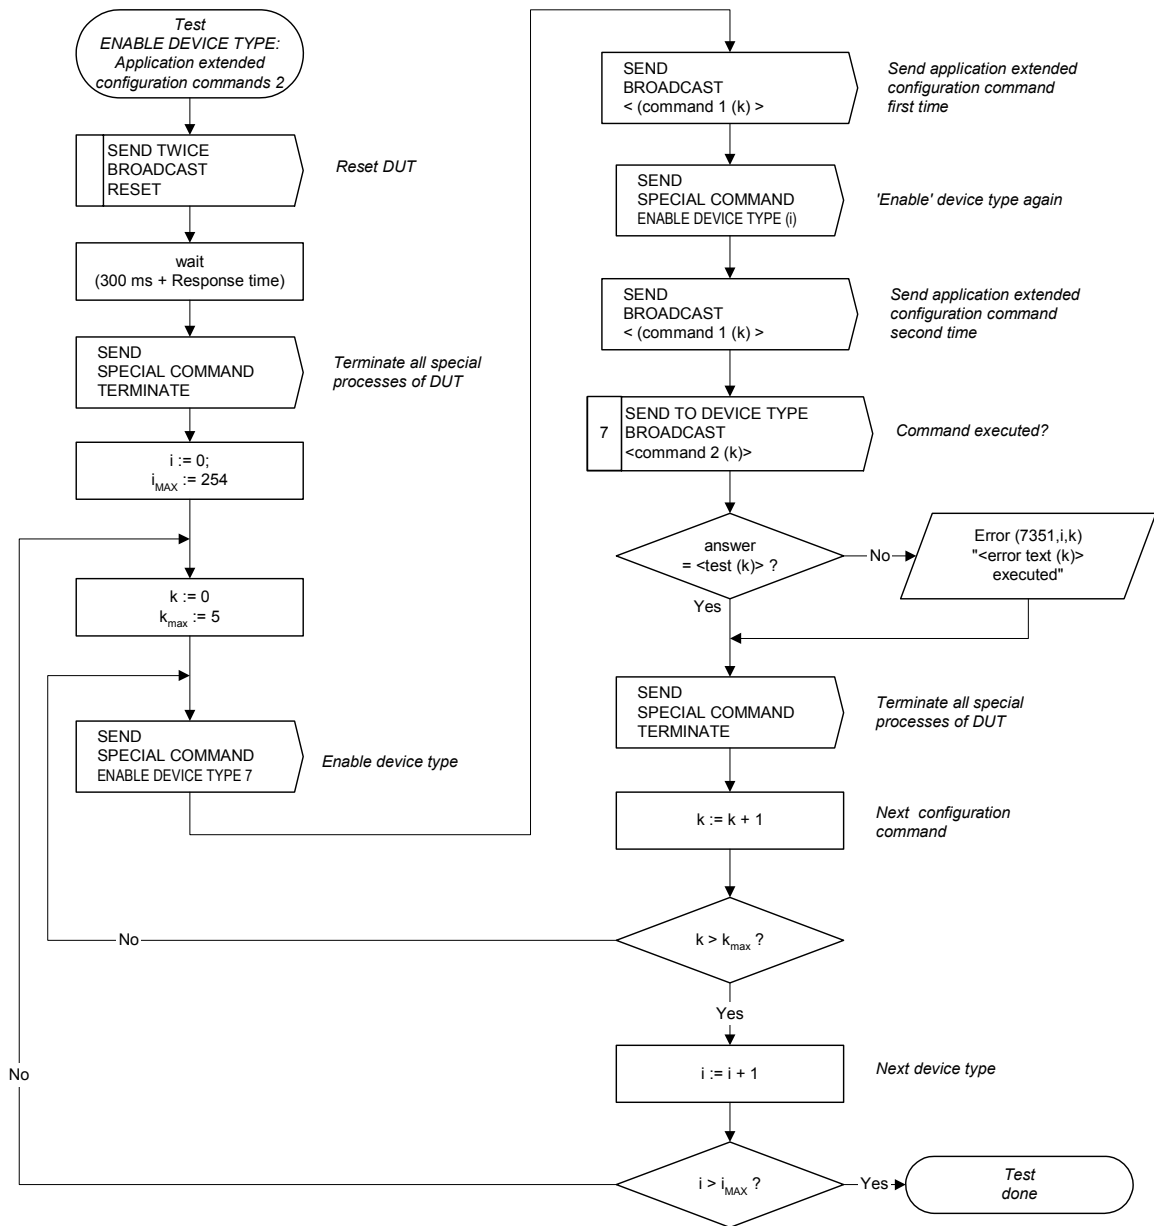 Test
ENABLE DEVICE TYPE:
Application extended
configuration commands 2
SEND TWICE
BROADCAST
RESET
Reset DUT
wait
(300 ms + Response time)
SEND
SPECIAL COMMAND
TERMINATE
Terminate all special
processes of DUT
i := 0;
iMAX := 254
k := 0
kmax := 5
SEND
SPECIAL COMMAND
ENABLE DEVICE TYPE 7
Enable device type
SEND
BROADCAST
< (command 1 (k) >
Send application extended
configuration command
first time
SEND
SPECIAL COMMAND
ENABLE DEVICE TYPE (i)
'Enable' device type again
SEND
BROADCAST
< (command 1 (k) >
Send application extended
configuration command
second time
7
SEND TO DEVICE TYPE
BROADCAST
<command 2 (k)>
Command executed?
answer
= <test (k)> ?
No
Error (7351,i,k)
"<error text (k)>
executed"
Yes
SEND
SPECIAL COMMAND
TERMINATE
Terminate all special
processes of DUT
k := k + 1
Next configuration
command
k > kmax ?
No
Yes
i := i + 1
Next device type
No
i > iMAX ?
Yes
Test
done